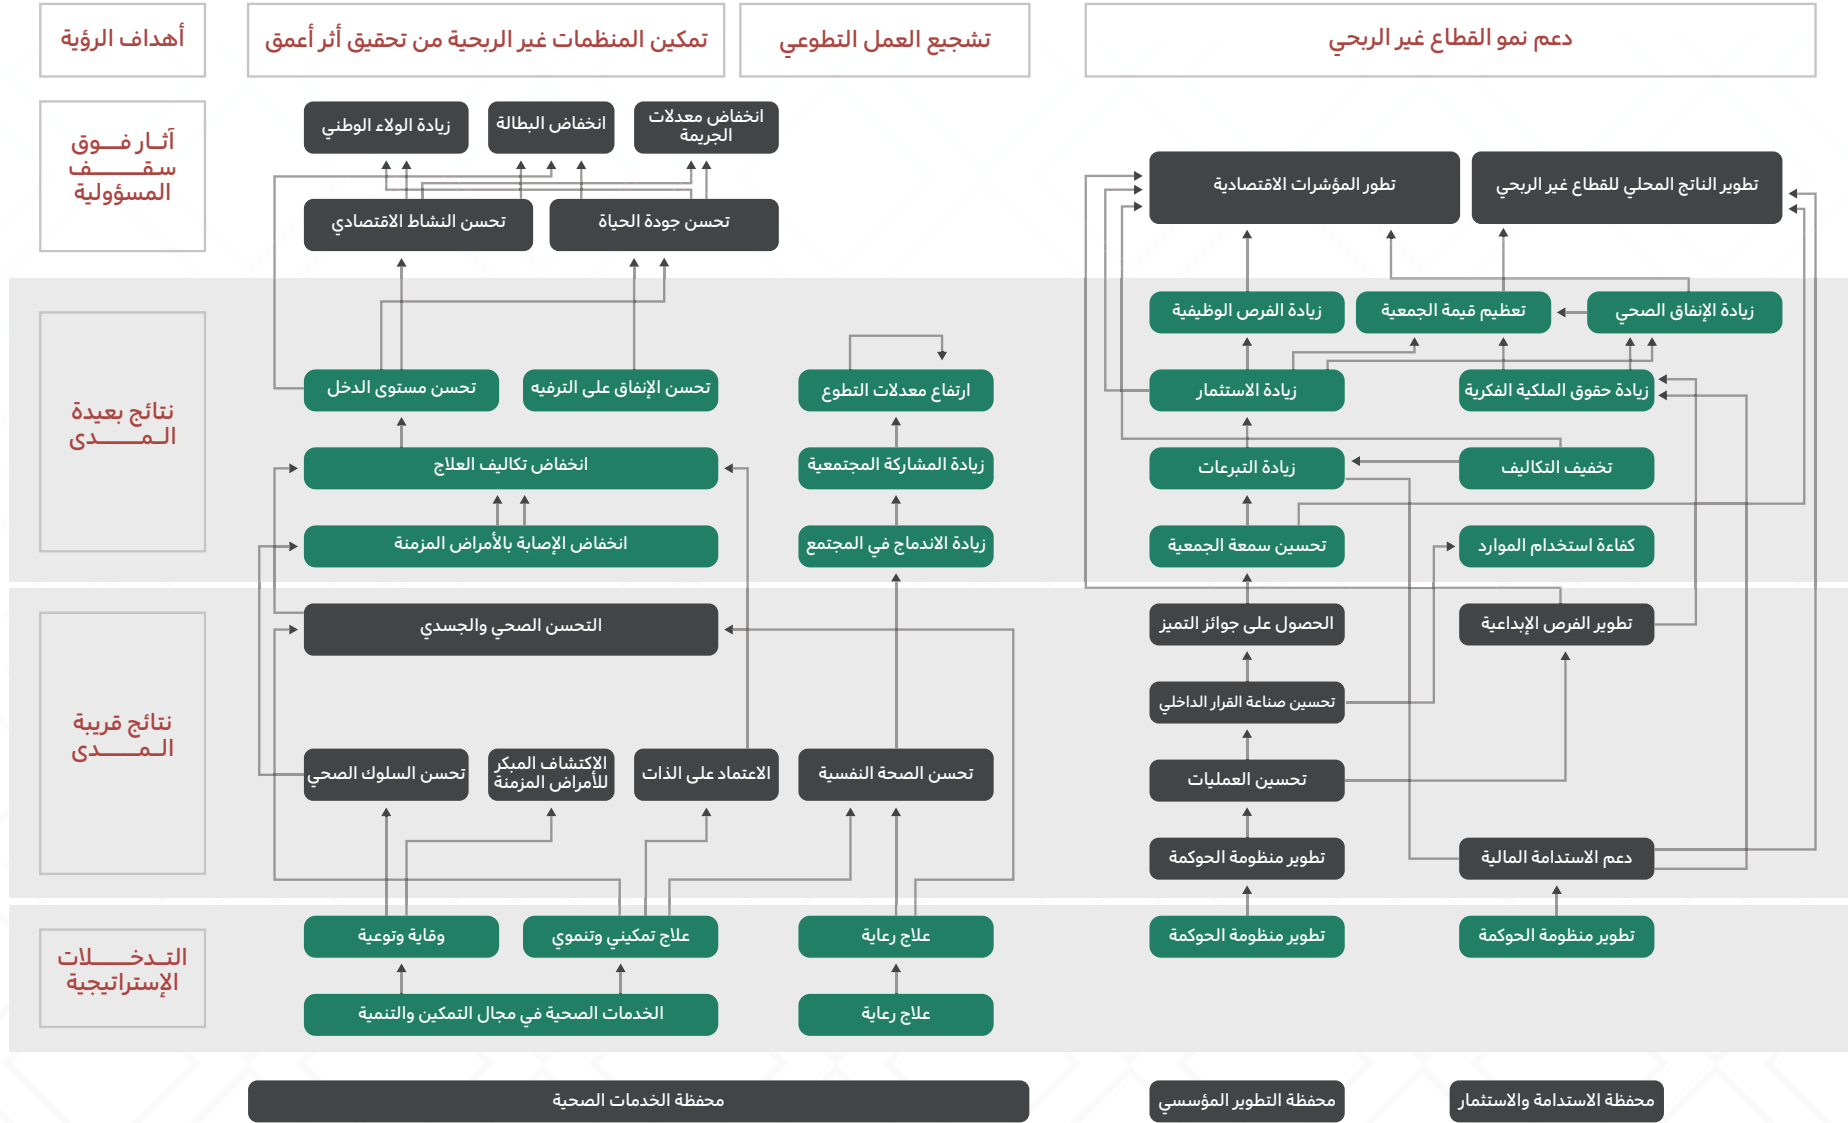 أهداف الرؤية
تمكين المنظمات غير الربحية من تحقيق أثر أعمق
تشجيع العمل التطوعي
دعم نمو القطاع غير الربحي
آثـار فـــوق
سقـــــــف
المسؤولية
زيادة الولاء الوطني
انخفاض البطالة
انخفاض معدلات
الجريمة
تحسن النشاط الاقتصادي
تحسن جودة الحياة
تطور المؤشرات الاقتصادية
تطوير الناتج المحلي للقطاع غير الربحي
نتائج بعيدة
الـمـــــــدى
زيادة الفرص الوظيفية
تعظيم قيمة الجمعية
زيادة الإنفاق الصحي
تحسن مستوى الدخل
تحسن الإنفاق على الترفيه
ارتفاع معدلات التطوع
زيادة الاستثمار
زيادة حقوق الملكية الفكرية
انخفاض تكاليف العلاج
زيادة المشاركة المجتمعية
زيادة التبرعات
تخفيف التكاليف
انخفاض الإصابة بالأمراض المزمنة
زيادة الاندماج في المجتمع
تحسين سمعة الجمعية
كفاءة استخدام الموارد
نتائج قريبة
الـمـــــــدى
التحسن الصحي والجسدي
الحصول على جوائز التميز
تطوير الفرص الإبداعية
تحسين صناعة القرار الداخلي
تحسن السلوك الصحي
الإكتشاف المبكر
للأمراض المزمنة
الاعتماد على الذات
تحسن الصحة النفسية
تحسين العمليات
تطوير منظومة الحوكمة
دعم الاستدامة المالية
التـدخـــــــلات
الإستراتيجية
وقاية وتوعية
علاج تمكيني وتنموي
علاج رعاية
تطوير منظومة الحوكمة
تطوير منظومة الحوكمة
الخدمات الصحية في مجال التمكين والتنمية
علاج رعاية
محفظة الخدمات الصحية
محفظة التطوير المؤسسي
محفظة الاستدامة والاستثمار